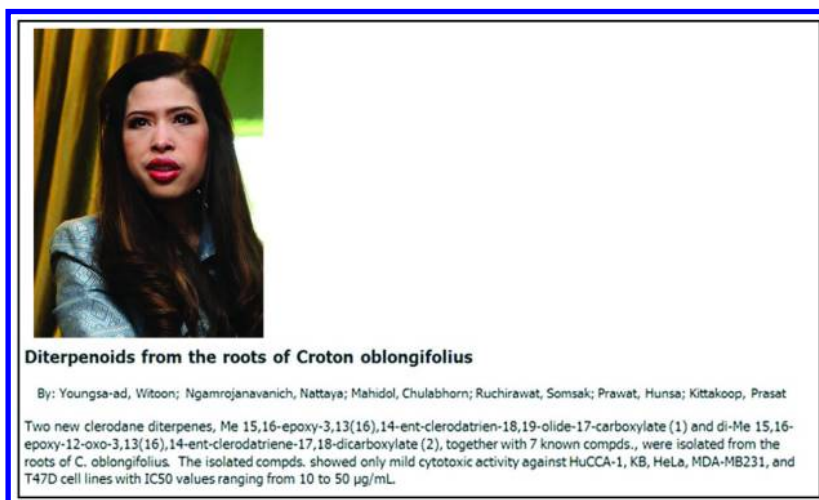 Diterpenoids from the roots of Croton oblongifolius
By: Youngsa-ad, Witoon; Ngamrojanavanich, Nattaya; Mahidol, Chulabhorn; Ruchirawat, Somsak; Prawat, Hunsa; Kittakoop, Prasat
Two new clerodane diterpenes, Me 15,16-epoxy-3,13(16),14-ent-clerodatrien-18,19-olide-17-carboxylate (1) and di-Me 15,16-
epoxy-12-oxo-3,13(16),14-ent-clerodatriene-17,18-dicarboxylate (2), together with 7 known compds., were isolated from the
roots of C. oblongifolius. The isolated compds. showed only mild cytotoxic activity against HuCCA-1, KB, HeLa, MDA-MB231, and
T47D cell lines with IC50 values ranging from 10 to 50 μg/mL.